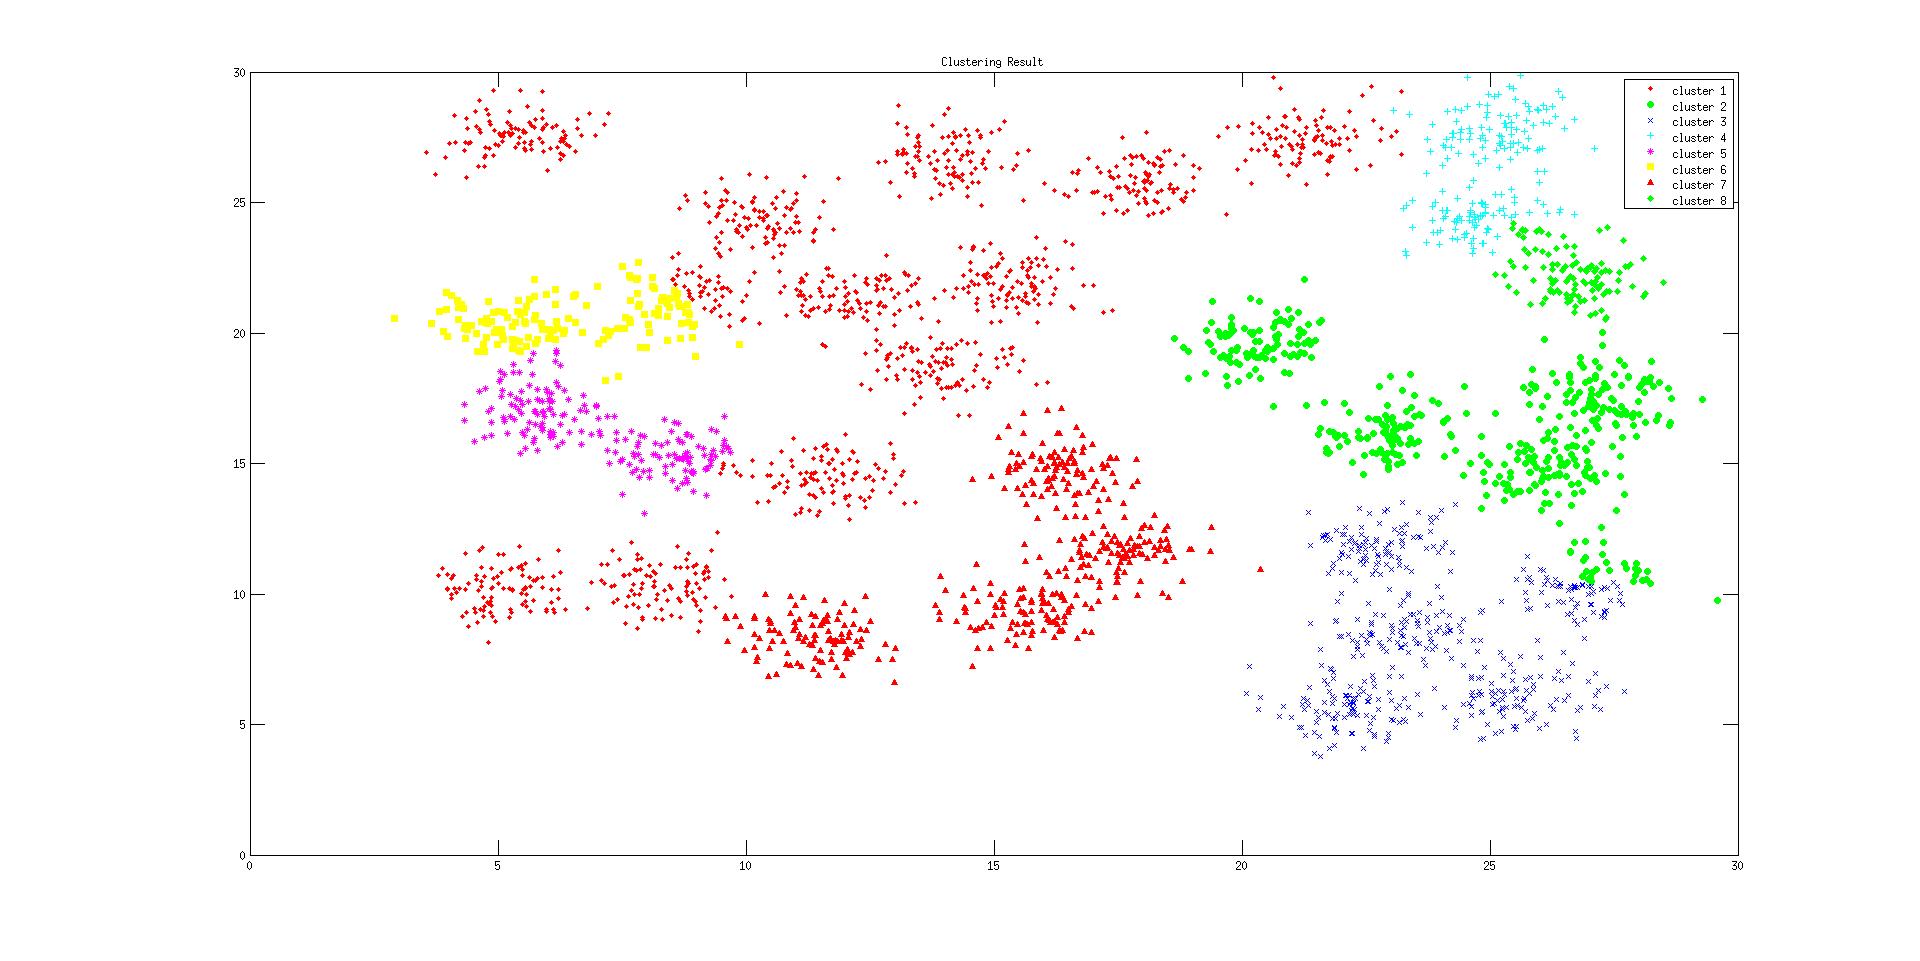 Clustering Result
30
25
20
15
10
5
0
0 5 10 15 20 25 30
cluster 1
cluster 2
cluster 3
cluster 4
cluster 5
cluster 6
cluster 7
cluster 8